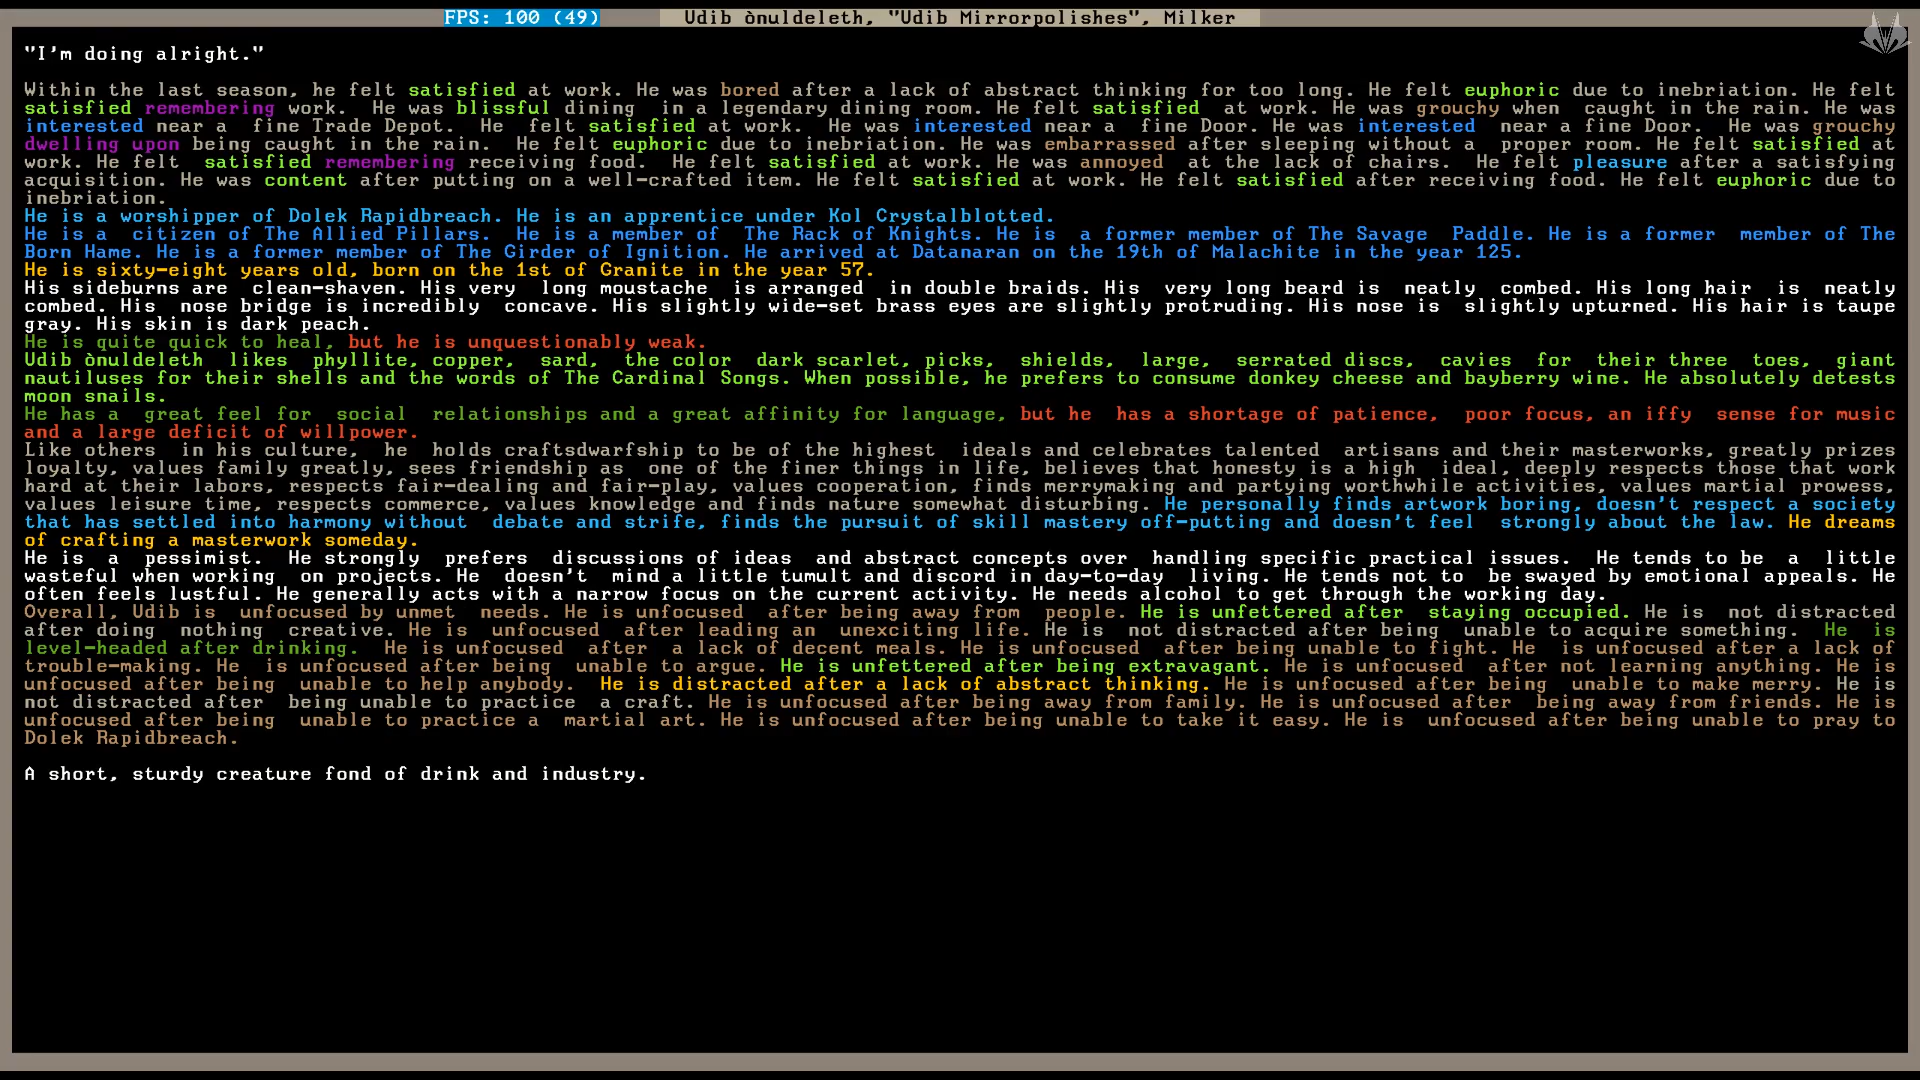 FPS: 100 (49) Udib ònuldeleth, "Udib Mirrorpolishes", Milker
"I'm doing alright."
Within the last season, he felt satisfied at work. He was bored after a lack of abstract thinking for too long. He felt euphoric due to inebriation. He felt
satisfied remembering work. He was blissful dining in a legendary dining room. He felt satisfied at work. He was grouchy when caught in the rain. He was
interested near a fine Trade Depot. He felt satisfied at work. He was interested near a fine Door. He was interested near a fine Door. He was grouchy
dwelling upon being caught in the rain. He felt euphoric due to inebriation. He was embarrassed after sleeping without a proper room. He felt satisfied at
work. He felt satisfied remembering receiving food. He felt satisfied at work. He was annoyed at the lack of chairs. He felt pleasure after a satisfying
acquisition. He was content after putting on a well-crafted item. He felt satisfied at work. He felt satisfied after receiving food. He felt euphoric due to
inebriation.
He is a worshipper of Dolek Rapidbreach. He is an apprentice under Kol Crystalblotted.
He is a citizen of The Allied Pillars. He is a member of The Rack of Knights. He is a former member of The Savage Paddle. He is a former member of The
Born Hame. He is a former member of The Girder of Ignition. He arrived at Datanaran on the 19th of Malachite in the year 125.
He is sixty-eight years old, born on the 1st of Granite in the year 57.
His sideburns are clean-shaven. His very long moustache is arranged in double braids. His very long beard is neatly combed. His long hair is neatly
combed. His nose bridge is incredibly concave. His slightly wide-set brass eyes are slightly protruding. His nose is slightly upturned. His hair is taupe
gray. His skin is dark peach.
He is quite quick to heal, but he is unquestionably weak.
Udib ònuldeleth likes phyllite, copper, sard, the color dark scarlet, picks, shields, large, serrated discs, cavies for their three toes, giant
nautiluses for their shells and the words of The Cardinal Songs. When possible, he prefers to consume donkey cheese and bayberry wine. He absolutely detests
moon snails.
He has a great feel for social relationships and a great affinity for language, but he has a shortage of patience, poor focus, an iffy sense for music
and a large deficit of willpower.
Like others in his culture, he holds craftsdwarfship to be of the highest ideals and celebrates talented artisans and their masterworks, greatly prizes
loyalty, values family greatly, sees friendship as one of the finer things in life, believes that honesty is a high ideal, deeply respects those that work
hard at their labors, respects fair-dealing and fair-play, values cooperation, finds merrymaking and partying worthwhile activities, values martial prowess,
values leisure time, respects commerce, values knowledge and finds nature somewhat disturbing. He personally finds artwork boring, doesn't respect a society
that has settled into harmony without debate and strife, finds the pursuit of skill mastery off-putting and doesn't feel strongly about the law. He dreams
of crafting a masterwork someday.
He is a pessimist. He strongly prefers discussions of ideas and abstract concepts over handling specific practical issues. He tends to be a little
wasteful when working on projects. He doesn't mind a little tumult and discord in day-to-day living. He tends not to be swayed by emotional appeals. He
often feels lustful. He generally acts with a narrow focus on the current activity. He needs alcohol to get through the working day.
Overall, Udib is unfocused by unmet needs. He is unfocused after being away from people. He is unfettered after staying occupied. He is not distracted
after doing nothing creative. He is unfocused after leading an unexciting life. He is not distracted after being unable to acquire something. He is
level-headed after drinking. He is unfocused after a lack of decent meals. He is unfocused after being unable to fight. He is unfocused after a lack of
trouble-making. He is unfocused after being unable to argue. He is unfettered after being extravagant. He is unfocused after not learning anything. He is
unfocused after being unable to help anybody. He is distracted after a lack of abstract thinking. He is unfocused after being unable to make merry. He is
not distracted after being unable to practice a craft. He is unfocused after being away from family. He is unfocused after being away from friends. He is
unfocused after being unable to practice a martial art. He is unfocused after being unable to take it easy. He is unfocused after being unable to pray to
Dolek Rapidbreach.
A short, sturdy creature fond of drink and industry.